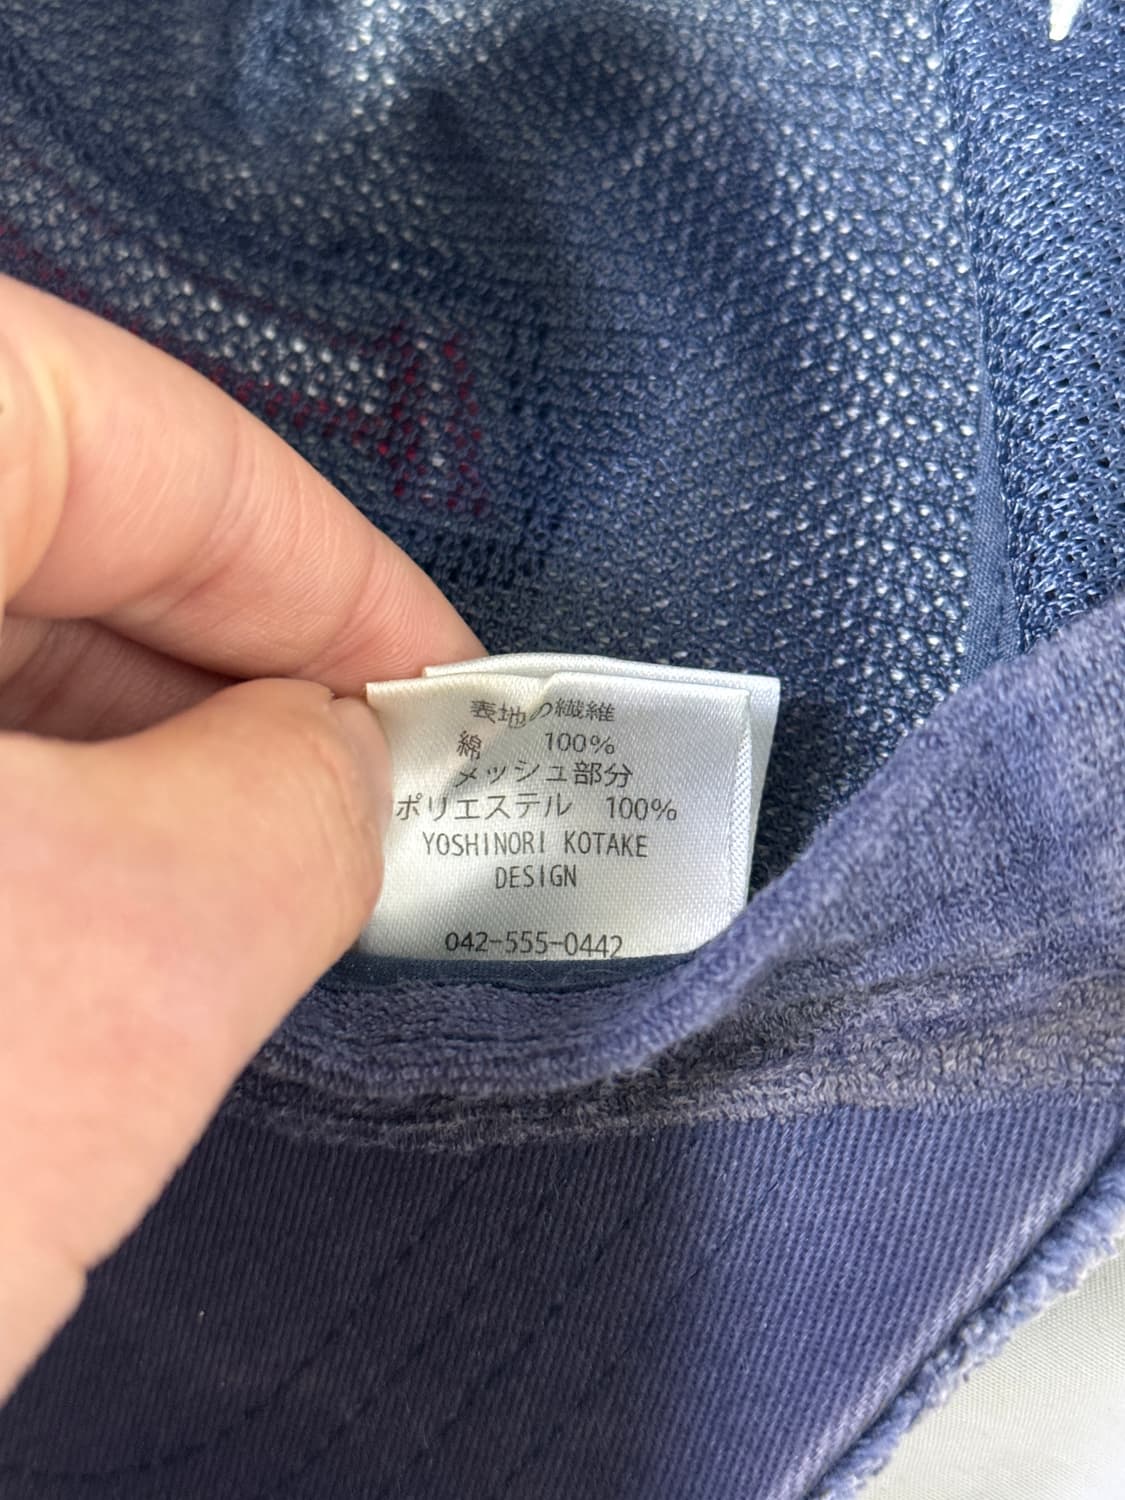 表地の繊維
綿 100%
メッシュ部分
ポリエステル 100%
YOSHINORI KOTAKE
DESIGN
042-555-0442